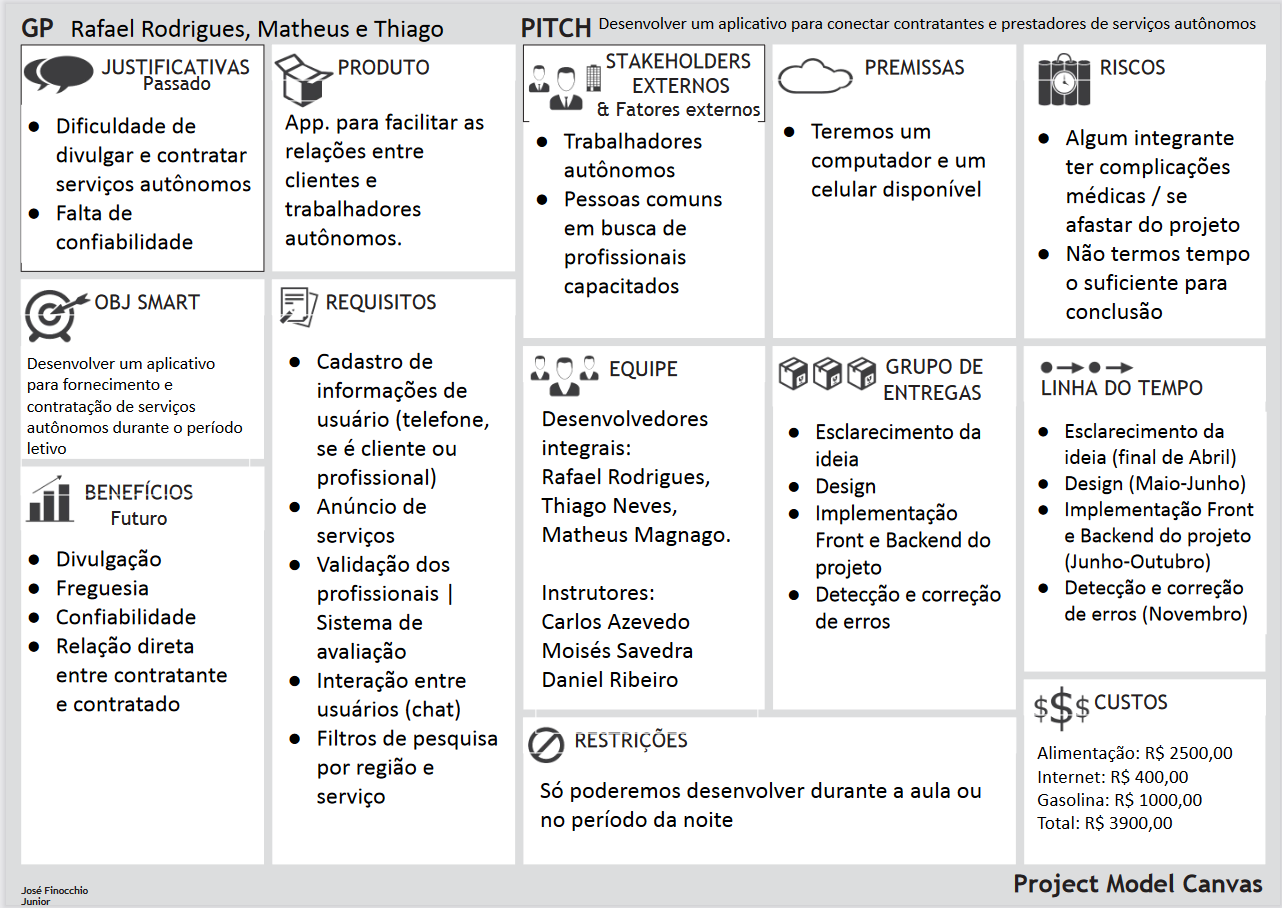 GP Rafael Rodrigues, Matheus e Thiago
PITCH Desenvolver um aplicativo para conectar contratantes e prestadores de serviços autônomos
JUSTIFICATIVAS
Passado
● Dificuldade de
divulgar e contratar
serviços autônomos
● Falta de
confiabilidade
PRODUTO
App. para facilitar as
relações entre
clientes e
trabalhadores
autônomos.
STAKEHOLDERS
EXTERNOS
& Fatores externos
● Trabalhadores
autônomos
● Pessoas comuns
em busca de
profissionais
capacitados
PREMISSAS
● Teremos um
computador e um
celular disponível
RISCOS
● Algum integrante
ter complicações
médicas / se
afastar do projeto
● Não termos tempo
o suficiente para
conclusão
OBJ SMART
Desenvolver um aplicativo
para fornecimento e
contratação de serviços
autônomos durante o período
letivo
REQUISITOS
● Cadastro de
informações de
usuário (telefone,
se é cliente ou
profissional)
● Anúncio de
serviços
● Validação dos
profissionais |
Sistema de
avaliação
● Interação entre
usuários (chat)
● Filtros de pesquisa
por região e
serviço
EQUIPE
Desenvolvedores
integrais:
Rafael Rodrigues,
Thiago Neves,
Matheus Magnago.
Instrutores:
Carlos Azevedo
Moisés Savedra
Daniel Ribeiro
GRUPO DE
ENTREGAS
● Esclarecimento da
ideia
● Design
● Implementação
Front e Backend do
projeto
● Detecção e correção
de erros
LINHA DO TEMPO
● Esclarecimento da
ideia (final de Abril)
● Design (Maio-Junho)
● Implementação Front
e Backend do projeto
(Junho-Outubro)
● Detecção e correção
de erros (Novembro)
BENEFÍCIOS
Futuro
● Divulgação
● Freguesia
● Confiabilidade
● Relação direta
entre contratante
e contratado
RESTRIÇÕES
Só poderemos desenvolver durante a aula ou
no período da noite
$$$ CUSTOS
Alimentação: R$ 2500,00
Internet: R$ 400,00
Gasolina: R$ 1000,00
Total: R$ 3900,00
José Finocchio
Junior
Project Model Canvas